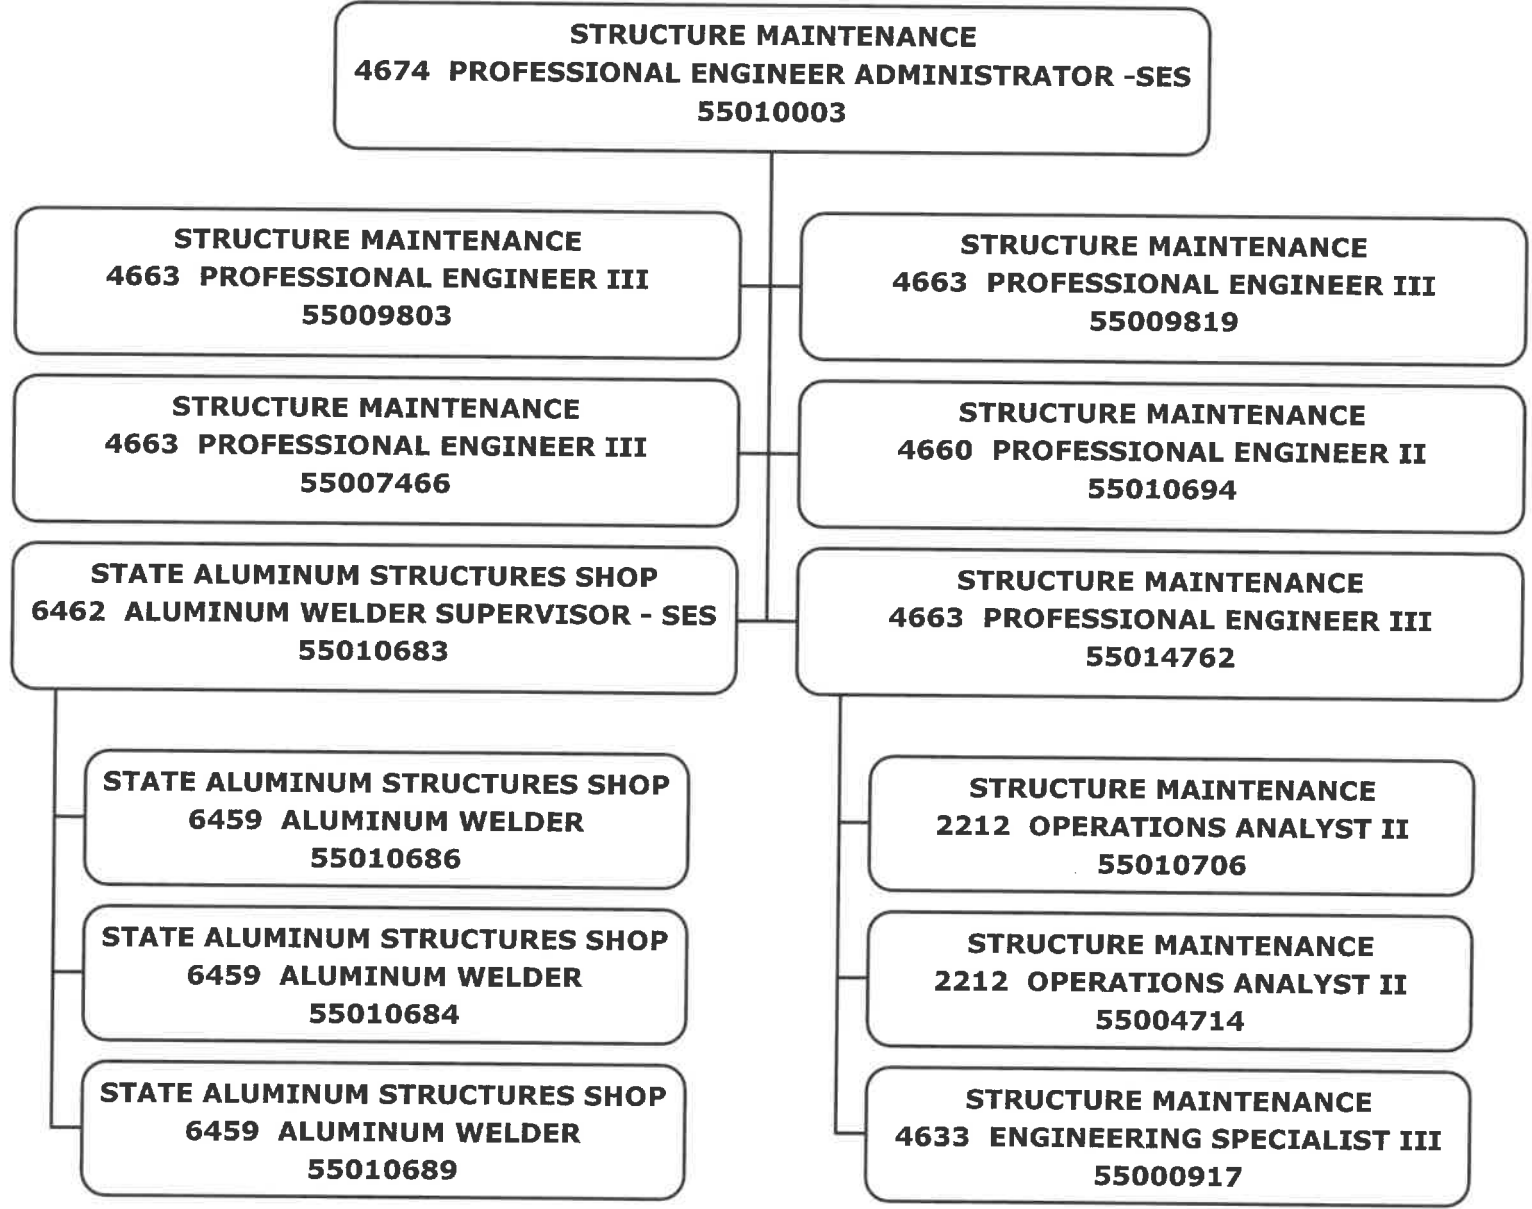 STRUCTURE MAINTENANCE
4674 PROFESSIONAL ENGINEER ADMINISTRATOR -SES
55010003
STRUCTURE MAINTENANCE
4663 PROFESSIONAL ENGINEER III
55009803
STRUCTURE MAINTENANCE
4663 PROFESSIONAL ENGINEER III
55009819
STRUCTURE MAINTENANCE
4663 PROFESSIONAL ENGINEER III
55007466
STRUCTURE MAINTENANCE
4660 PROFESSIONAL ENGINEER II
55010694
STATE ALUMINUM STRUCTURES SHOP
6462 ALUMINUM WELDER SUPERVISOR - SES
55010683
STRUCTURE MAINTENANCE
4663 PROFESSIONAL ENGINEER III
55014762
STATE ALUMINUM STRUCTURES SHOP
6459 ALUMINUM WELDER
55010686
STATE ALUMINUM STRUCTURES SHOP
6459 ALUMINUM WELDER
55010684
STATE ALUMINUM STRUCTURES SHOP
6459 ALUMINUM WELDER
55010689
STRUCTURE MAINTENANCE
2212 OPERATIONS ANALYST II
55010706
STRUCTURE MAINTENANCE
2212 OPERATIONS ANALYST II
55004714
STRUCTURE MAINTENANCE
4633 ENGINEERING SPECIALIST III
55000917